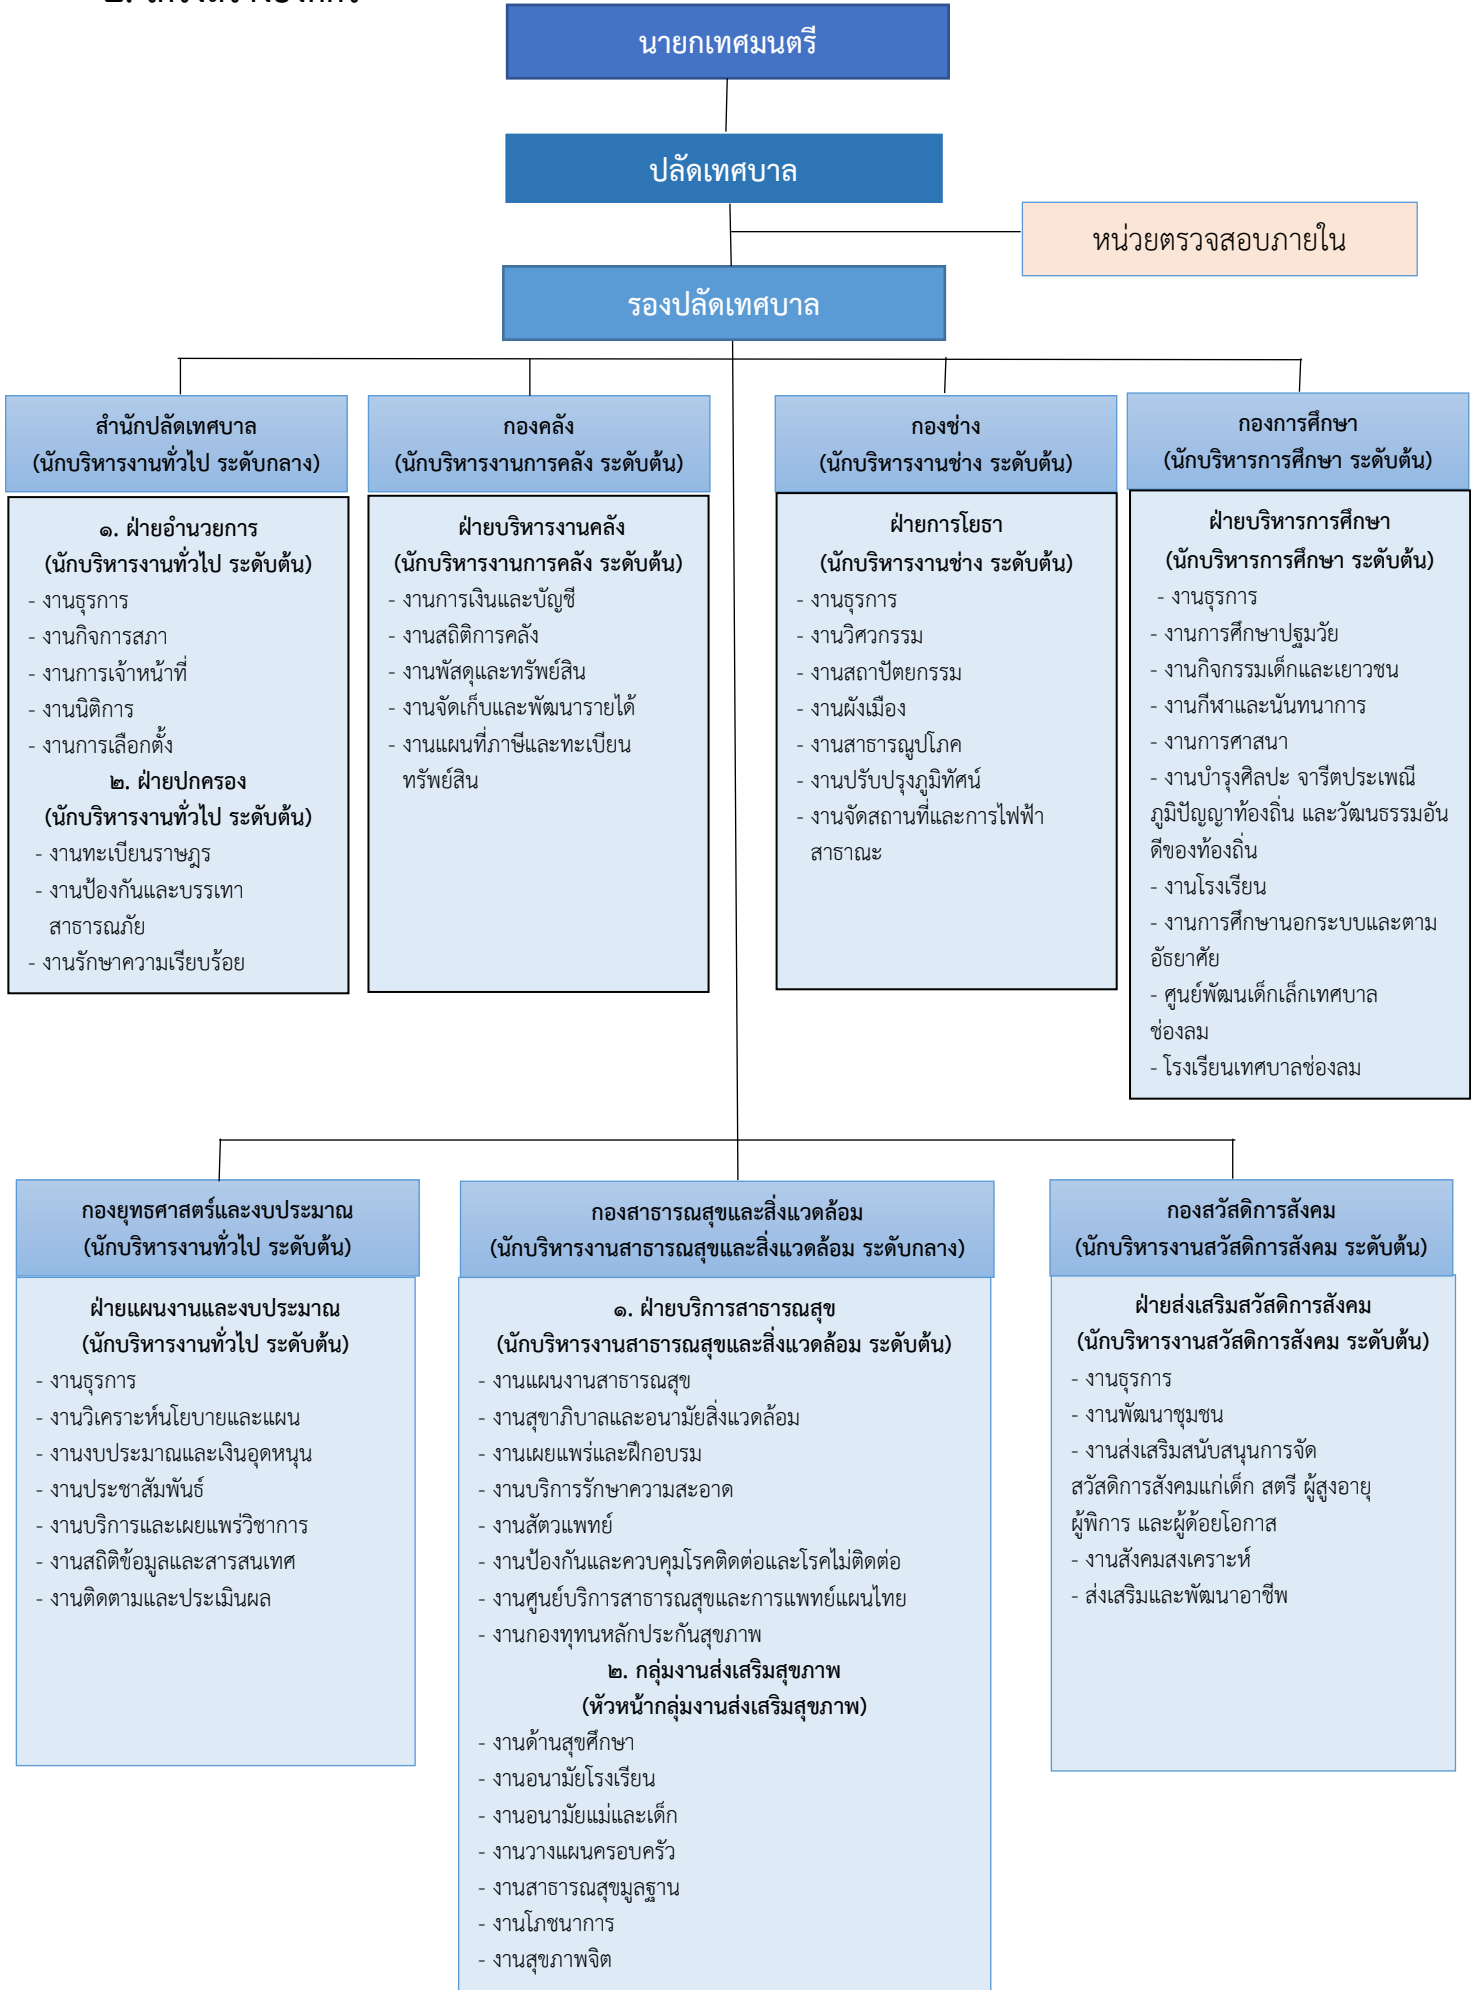 นายกเทศมนตรี
ปลัดเทศบาล
หน่วยตรวจสอบภายใน
รองปลัดเทศบาล
สำนักปลัดเทศบาล
(นักบริหารงานทั่วไป ระดับกลาง)
๑. ฝ่ายอำนวยการ
(นักบริหารงานทั่วไป ระดับต้น)
- งานธุรการ
- งานกิจการสภา
- งานการเจ้าหน้าที่
- งานนิติการ
- งานการเลือกตั้ง
๒. ฝ่ายปกครอง
(นักบริหารงานทั่วไป ระดับต้น)
- งานทะเบียนราษฎร
- งานป้องกันและบรรเทา
สาธารณภัย
- งานรักษาความเรียบร้อย
กองคลัง
(นักบริหารงานการคลัง ระดับต้น)
ฝ่ายบริหารงานคลัง
(นักบริหารงานการคลัง ระดับต้น)
- งานการเงินและบัญชี
- งานสถิติการคลัง
- งานพัสดุและทรัพย์สิน
- งานจัดเก็บและพัฒนารายได้
- งานแผนที่ภาษีและทะเบียน
ทรัพย์สิน
กองช่าง
(นักบริหารงานช่าง ระดับต้น)
ฝ่ายการโยธา
(นักบริหารงานช่าง ระดับต้น)
- งานธุรการ
- งานวิศวกรรม
- งานสถาปัตยกรรม
- งานผังเมือง
- งานสาธารณูปโภค
- งานปรับปรุงภูมิทัศน์
- งานจัดสถานที่และการไฟฟ้า
สาธาณะ
กองการศึกษา
(นักบริหารการศึกษา ระดับต้น)
ฝ่ายบริหารการศึกษา
(นักบริหารการศึกษา ระดับต้น)
- งานธุรการ
- งานการศึกษาปฐมวัย
- งานกิจกรรมเด็กและเยาวชน
- งานกีฬาและนันทนาการ
- งานการศาสนา
- งานบำรุงศิลปะ จารีตประเพณี
ภูมิปัญญาท้องถิ่น และวัฒนธรรมอัน
ดีของท้องถิ่น
- งานโรงเรียน
- งานการศึกษานอกระบบและตาม
อัธยาศัย
- ศูนย์พัฒนเด็กเล็กเทศบาล
ช่องลม
- โรงเรียนเทศบาลช่องลม
กองยุทธศาสตร์และงบประมาณ
(นักบริหารงานทั่วไป ระดับต้น)
ฝ่ายแผนงานและงบประมาณ
(นักบริหารงานทั่วไป ระดับต้น)
- งานธุรการ
- งานวิเคราะห์นโยบายและแผน
- งานงบประมาณและเงินอุดหนุน
- งานประชาสัมพันธ์
- งานบริการและเผยแพร่วิชาการ
- งานสถิติข้อมูลและสารสนเทศ
- งานติดตามและประเมินผล
กองสาธารณสุขและสิ่งแวดล้อม
(นักบริหารงานสาธารณสุขและสิ่งแวดล้อม ระดับกลาง)
๑. ฝ่ายบริการสาธารณสุข
(นักบริหารงานสาธารณสุขและสิ่งแวดล้อม ระดับต้น)
- งานแผนงานสาธารณสุข
- งานสุขาภิบาลและอนามัยสิ่งแวดล้อม
- งานเผยแพร่และฝึกอบรม
- งานบริการรักษาความสะอาด
- งานสัตวแพทย์
- งานป้องกันและควบคุมโรคติดต่อและโรคไม่ติดต่อ
- งานศูนย์บริการสาธารณสุขและการแพทย์แผนไทย
- งานกองทุทนหลักประกันสุขภาพ
๒. กลุ่มงานส่งเสริมสุขภาพ
(หัวหน้ากลุ่มงานส่งเสริมสุขภาพ)
- งานด้านสุขศึกษา
- งานอนามัยโรงเรียน
- งานอนามัยแม่และเด็ก
- งานวางแผนครอบครัว
- งานสาธารณสุขมูลฐาน
- งานโภชนาการ
- งานสุขภาพจิต
กองสวัสดิการสังคม
(นักบริหารงานสวัสดิการสังคม ระดับต้น)
ฝ่ายส่งเสริมสวัสดิการสังคม
(นักบริหารงานสวัสดิการสังคม ระดับต้น)
- งานธุรการ
- งานพัฒนาชุมชน
- งานส่งเสริมสนับสนุนการจัด
สวัสดิการสังคมแก่เด็ก สตรี ผู้สูงอายุ
ผู้พิการ และผู้ด้อยโอกาส
- งานสังคมสงเคราะห์
- ส่งเสริมและพัฒนาอาชีพ